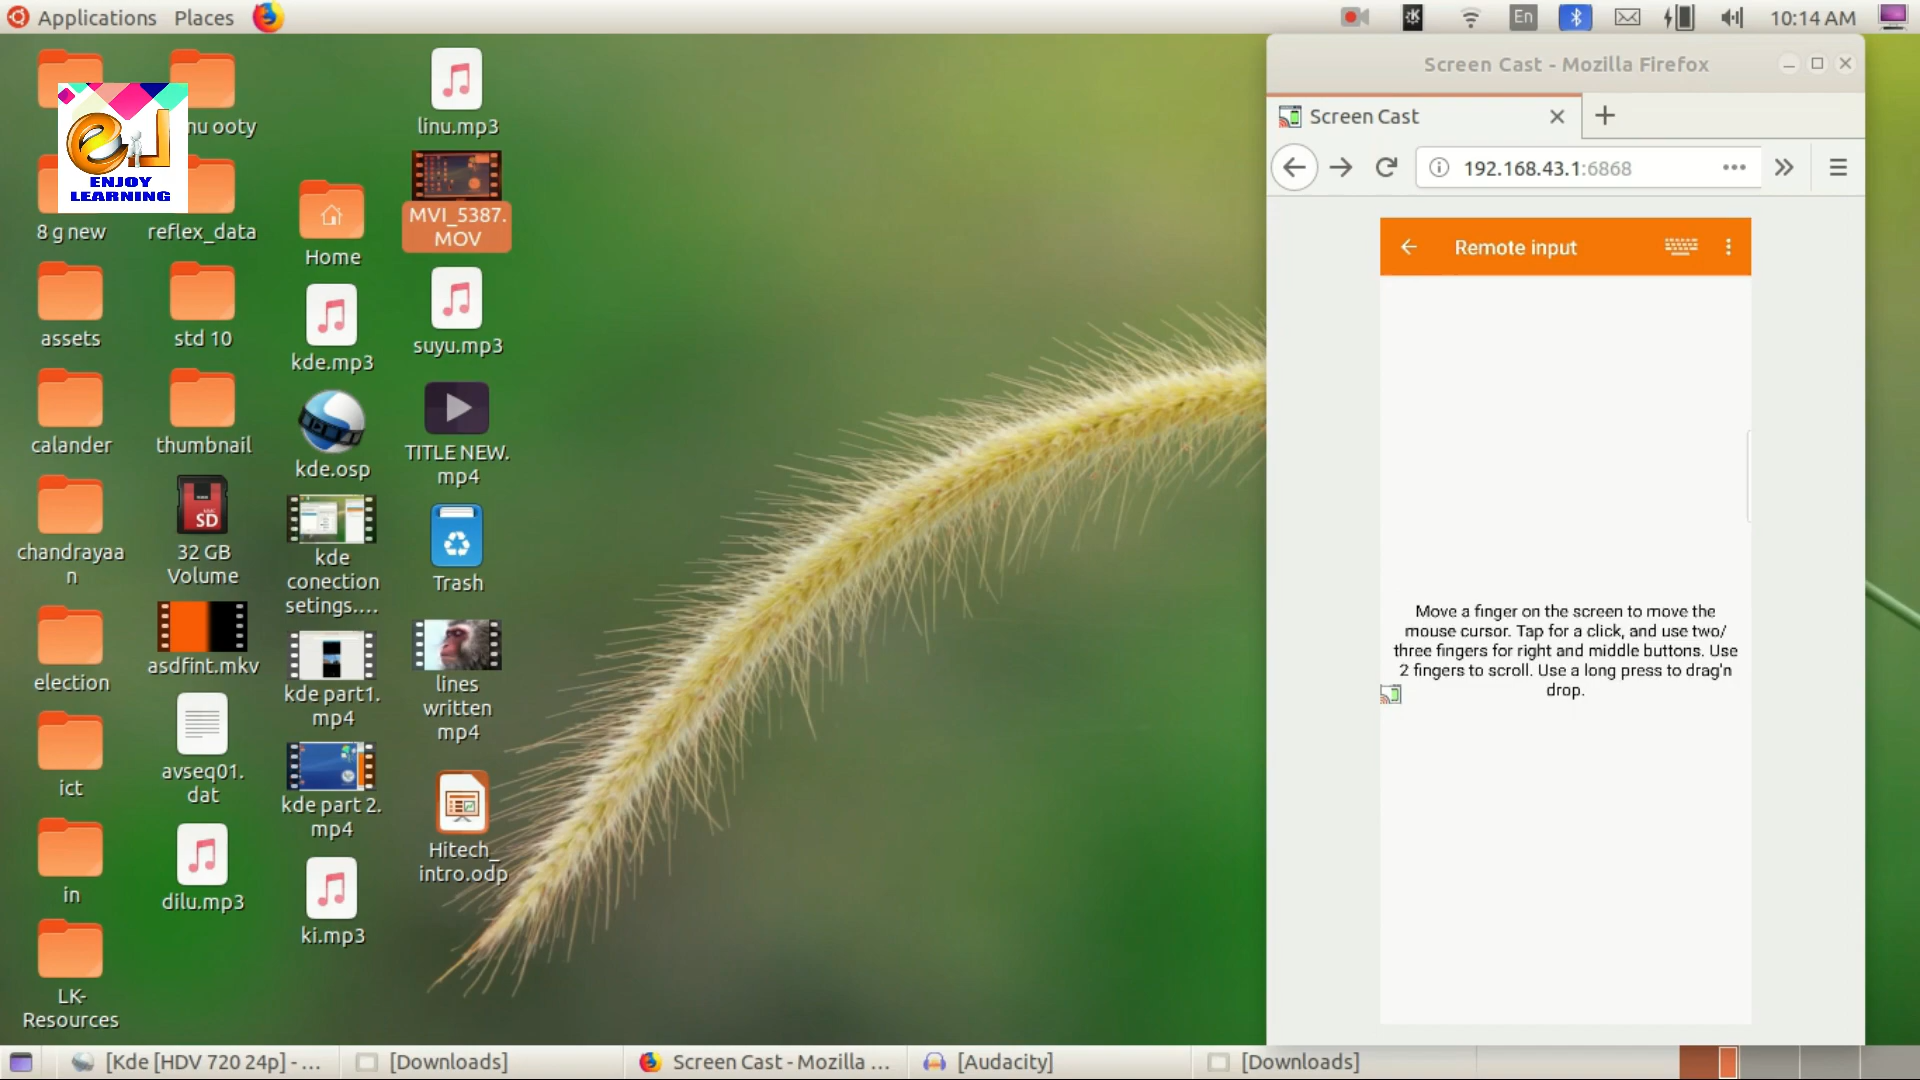 Applications Places
En
10:14 AM
nu ooty
ENJOY
LEARNING
8 g new
reflex_data
assets
std 10
calander
thumbnail
chandrayaa
n
SD
32 GB
Volume
election
asdfint.mkv
ict
avseq01.
dat
in
dilu.mp3
LK-
Resources
Home
kde.mp3
kde.osp
kde
conection
setings....
kde part1.
mp4
kde part 2.
mp4
ki.mp3
linu.mp3
MVI_5387.
MOV
suyu.mp3
TITLE NEW.
mp4
Trash
lines
written
mp4
Hitech_
intro.odp
Screen Cast - Mozilla Firefox
Screen Cast
192.168.43.1:6868
Remote input
Move a finger on the screen to move the
mouse cursor. Tap for a click, and use two/
three fingers for right and middle buttons. Use
2 fingers to scroll. Use a long press to drag'n
drop.
[Kde [HDV 720 24p] - ...
[Downloads]
Screen Cast - Mozilla ...
[Audacity]
[Downloads]